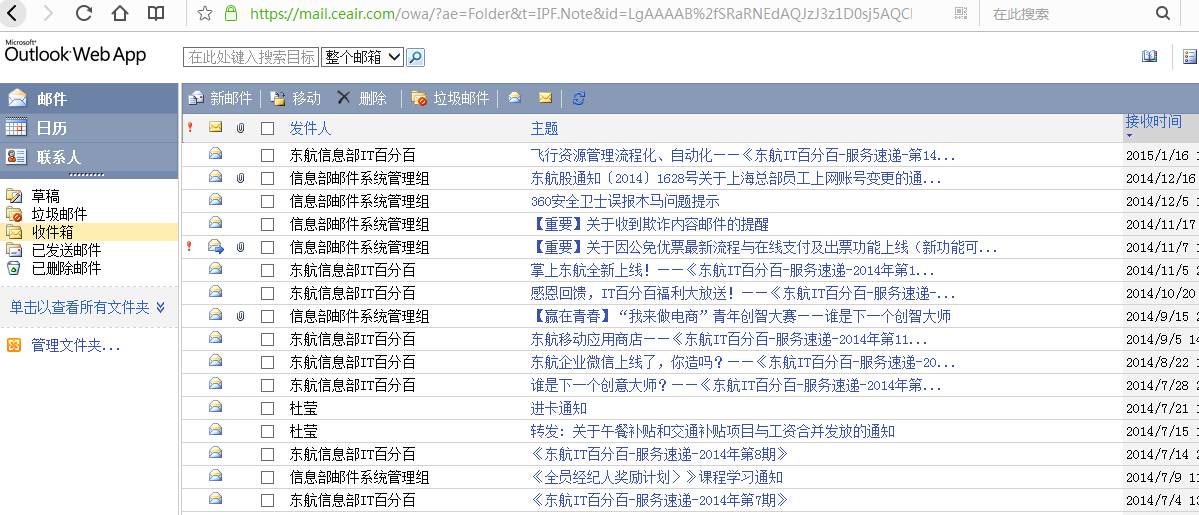 https://mail.ceair.com/owa/?ae=Folder&t=IPF.Note&id=LgAAAAB%2fSRaRNEdAQJzJ3z1D0sj5AQCI
在此搜索
Microsoft®
Outlook Web App
在此处键入搜索目标 整个邮箱
邮件
日历
联系人
草稿
垃圾邮件
收件箱
已发送邮件
已删除邮件
单击以查看所有文件夹
管理文件夹...
新邮件 移动 删除 垃圾邮件
发件人 主题 接收时间
东航信息部IT百分百 飞行资源管理流程化、自动化——《东航IT百分百-服务速递-第14... 2015/1/16 1
信息部邮件系统管理组 东航股通知〔2014〕1628号关于上海总部员工上网账号变更的通... 2014/12/16
信息部邮件系统管理组 360安全卫士误报木马问题提示 2014/12/5 1
信息部邮件系统管理组 【重要】关于收到欺诈内容邮件的提醒 2014/11/17
信息部邮件系统管理组 【重要】关于因公免优票最新流程与在线支付及出票功能上线（新功能可... 2014/11/7 1
东航信息部IT百分百 掌上东航全新上线！——《东航IT百分百-服务速递-2014年第1... 2014/11/5 2
东航信息部IT百分百 感恩回馈，IT百分百福利大放送！——《东航IT百分百-服务速递-... 2014/10/20
信息部邮件系统管理组 【赢在青春】“我来做电商”青年创智大赛——谁是下一个创智大师 2014/9/15 2
东航信息部IT百分百 东航移动应用商店——《东航IT百分百-服务速递-2014年第11... 2014/9/5 14
东航信息部IT百分百 东航企业微信上线了，你造吗？——《东航IT百分百-服务速递-20... 2014/8/22 1
东航信息部IT百分百 谁是下一个创意大师？——《东航IT百分百-服务速递-2014年第... 2014/7/28 2
杜莹 进卡通知 2014/7/21 1
杜莹 转发: 关于午餐补贴和交通补贴项目与工资合并发放的通知 2014/7/15 1
东航信息部IT百分百 《东航IT百分百-服务速递-2014年第8期》 2014/7/14 2
信息部邮件系统管理组 《全员经纪人奖励计划》》课程学习通知 2014/7/9 11
东航信息部IT百分百 《东航IT百分百-服务速递-2014年第7期》 2014/7/4 13